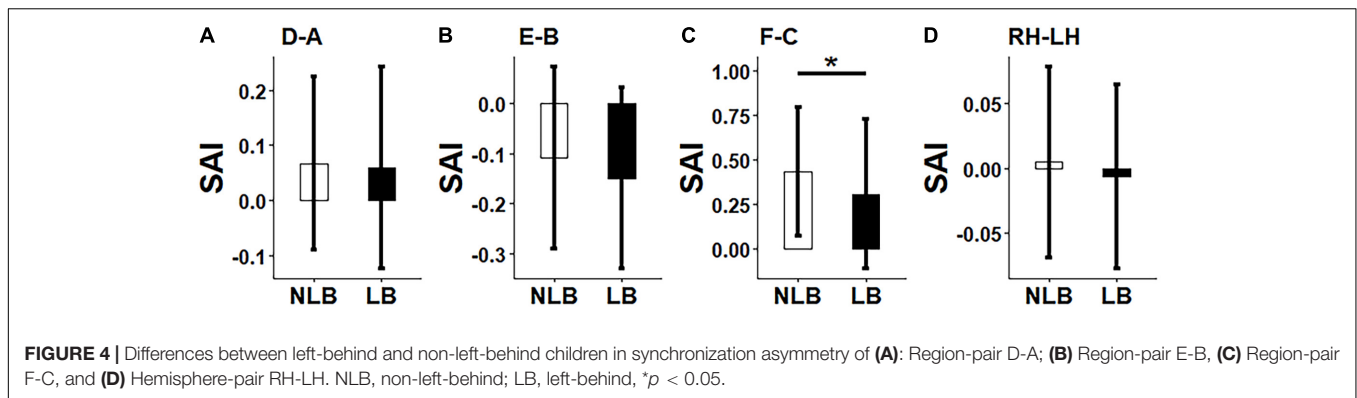 A D-A B E-B C F-C D RH-LH
SAI 0.2 0.1 0.0 -0.1 NLB LB
SAI 0.0 -0.1 -0.2 -0.3 NLB LB
SAI 1.00 0.75 0.50 0.25 0.00 * NLB LB
SAI 0.05 0.00 -0.05 NLB LB
FIGURE 4 | Differences between left-behind and non-left-behind children in synchronization asymmetry of (A): Region-pair D-A; (B) Region-pair E-B, (C) Region-pair
F-C, and (D) Hemisphere-pair RH-LH. NLB, non-left-behind; LB, left-behind, *p < 0.05.